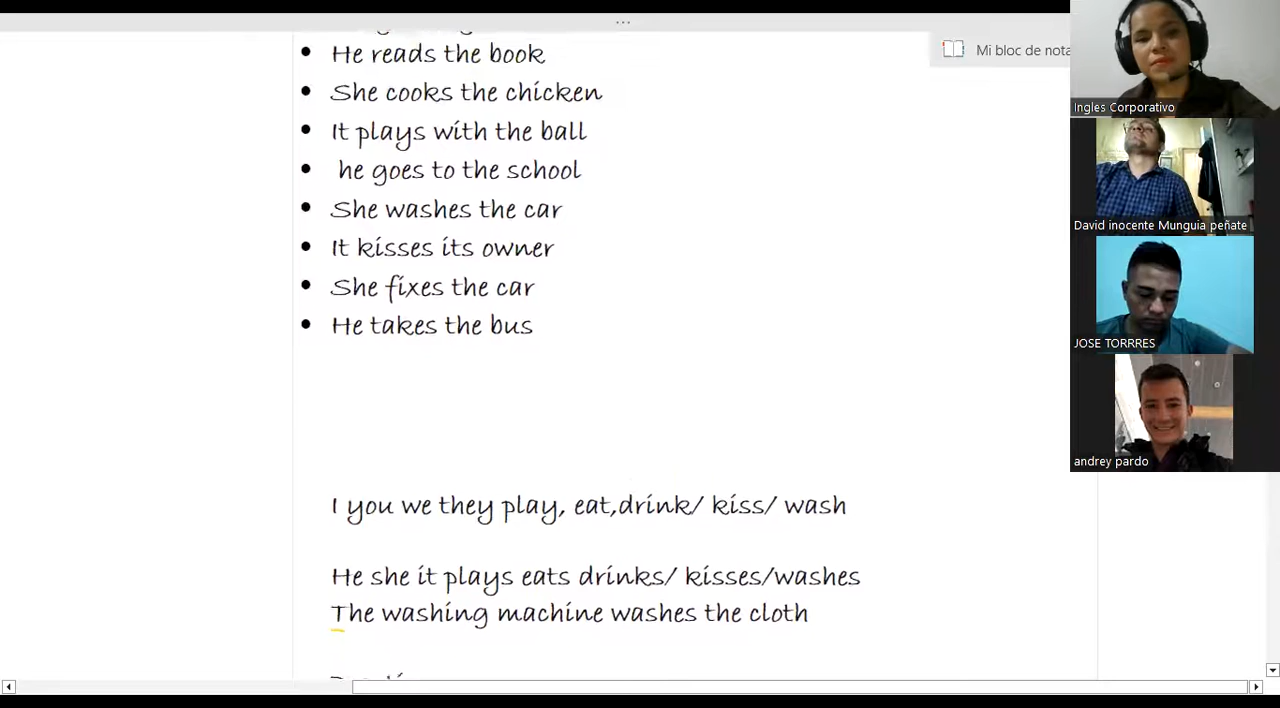 He reads the book
She cooks the chicken
It plays with the ball
he goes to the school
She washes the car
It kisses its owner
She fixes the car
He takes the bus
I you we they play, eat,drink/ kiss/ wash
He she it plays eats drinks/ kisses/washes
The washing machine washes the cloth
Mi bloc de nota
Ingles Corporativo
David inocente Munguia peñate
JOSE TORRRES
andrey pardo